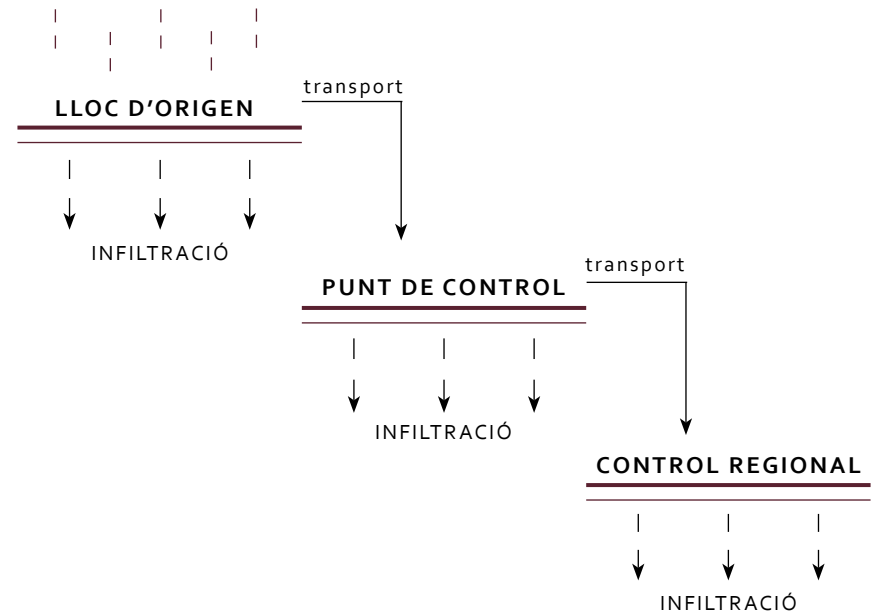 transport
LLOC D’ORIGEN
INFILTRACIÓ
transport
PUNT DE CONTROL
INFILTRACIÓ
CONTROL REGIONAL
INFILTRACIÓ